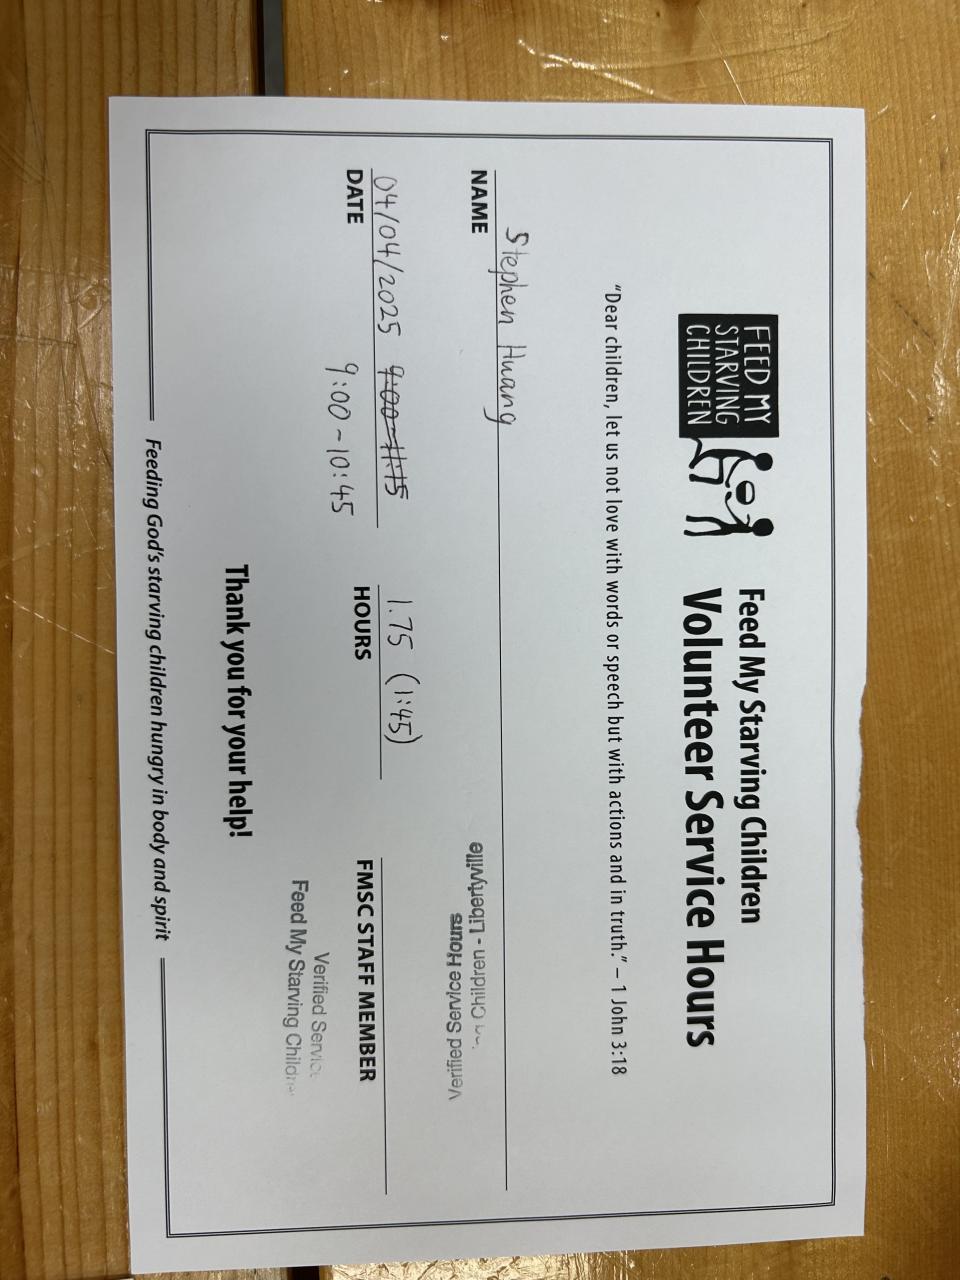 FEED MY
STARVING
CHILDREN
Feed My Starving Children
Volunteer Service Hours
"Dear children, let us not love with words or speech but with actions and in truth." – 1 John 3:18
Stephen Hwang
NAME
Children - Libertyville
Verified Service Hours
04/04/2025 9:00-11:15
9:00~10:45
DATE
1.75 (1:45)
HOURS
FMSC STAFF MEMBER
Verified Service
Feed My Starving Children
Thank you for your help!
Feeding God's starving children hungry in body and spirit